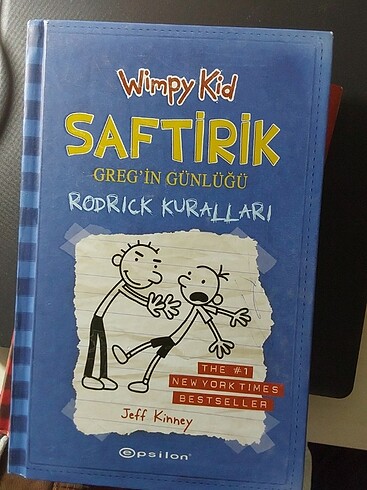 Wimpy Kid
SAFTİRİK
GREG'İN GÜNLÜĞÜ
RODRICK KURALLARI
THE #1
NEW YORK TIMES
BESTSELLER
Jeff Kinney
epsilon